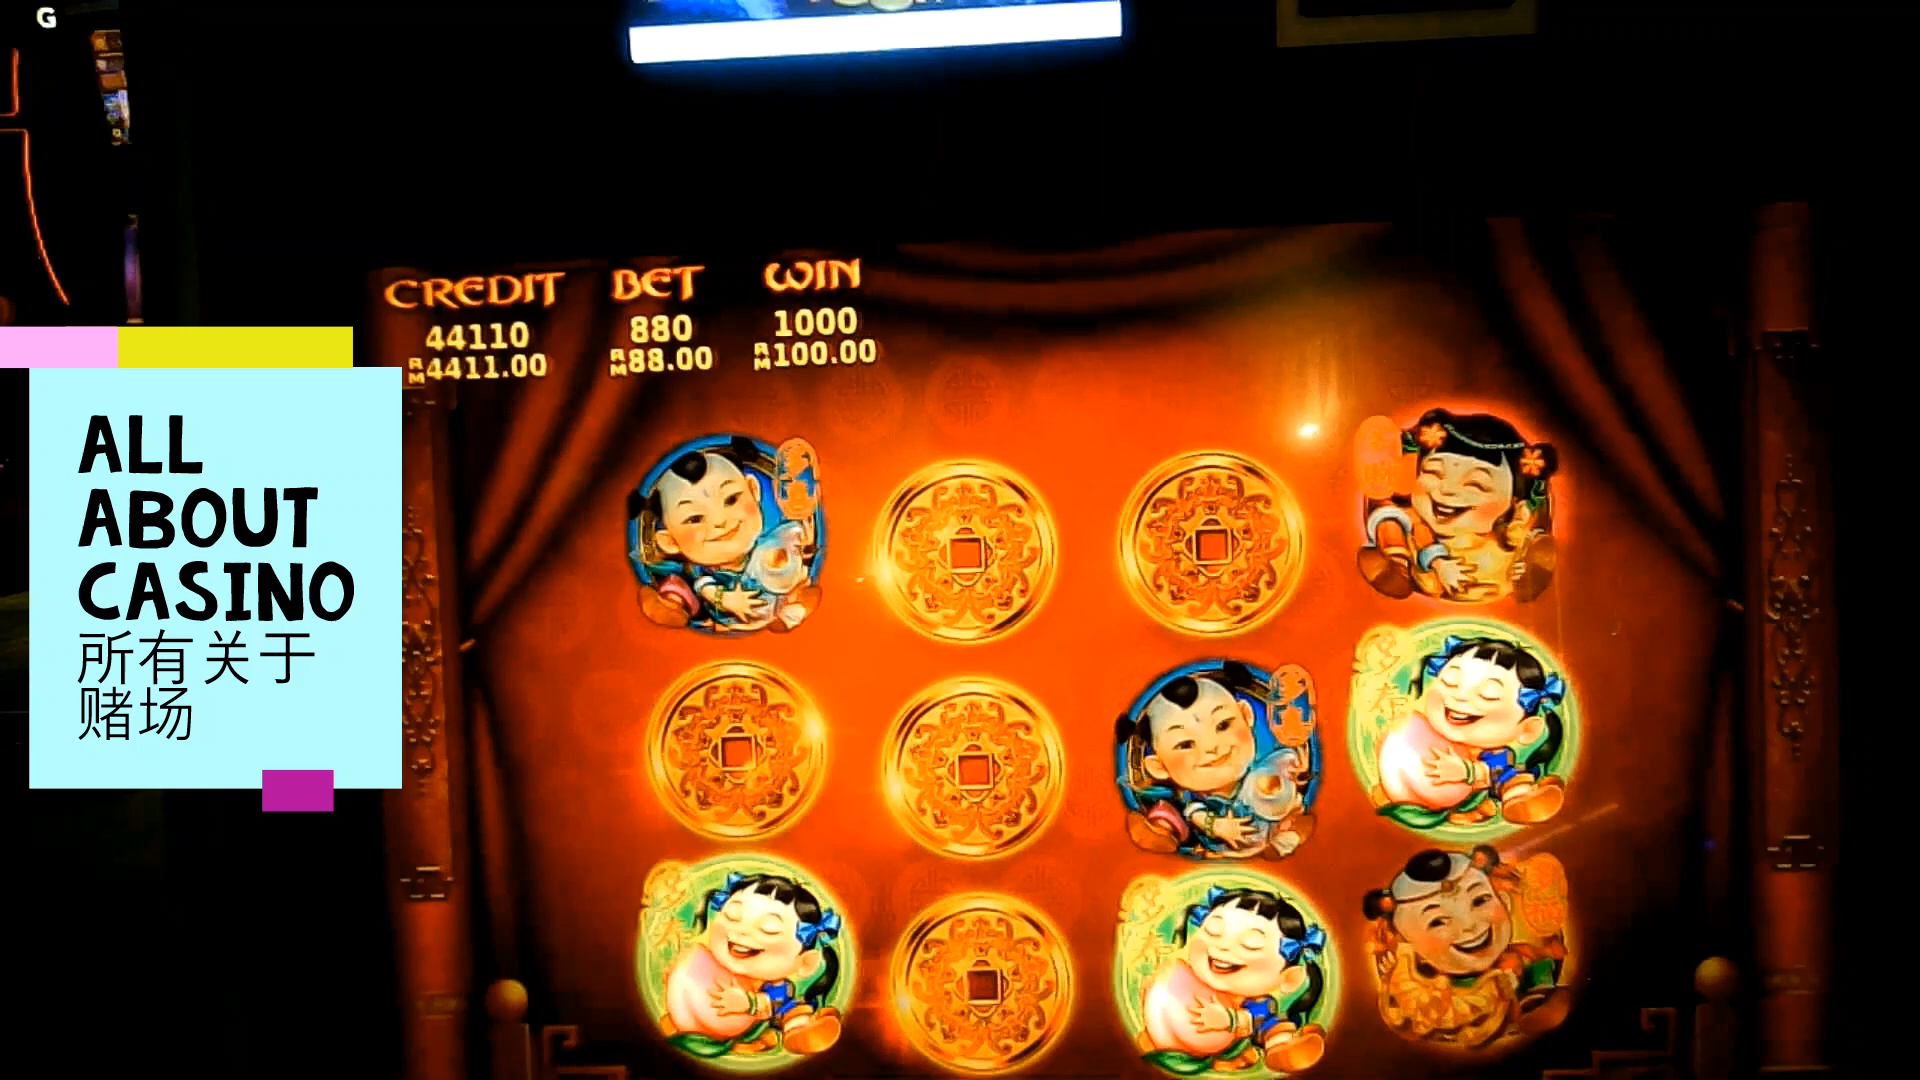 G
CREDIT BET WIN
44110 880 1000
RM4411.00 RM88.00 RM100.00
ALL
ABOUT
CASINO
所有关于
赌场